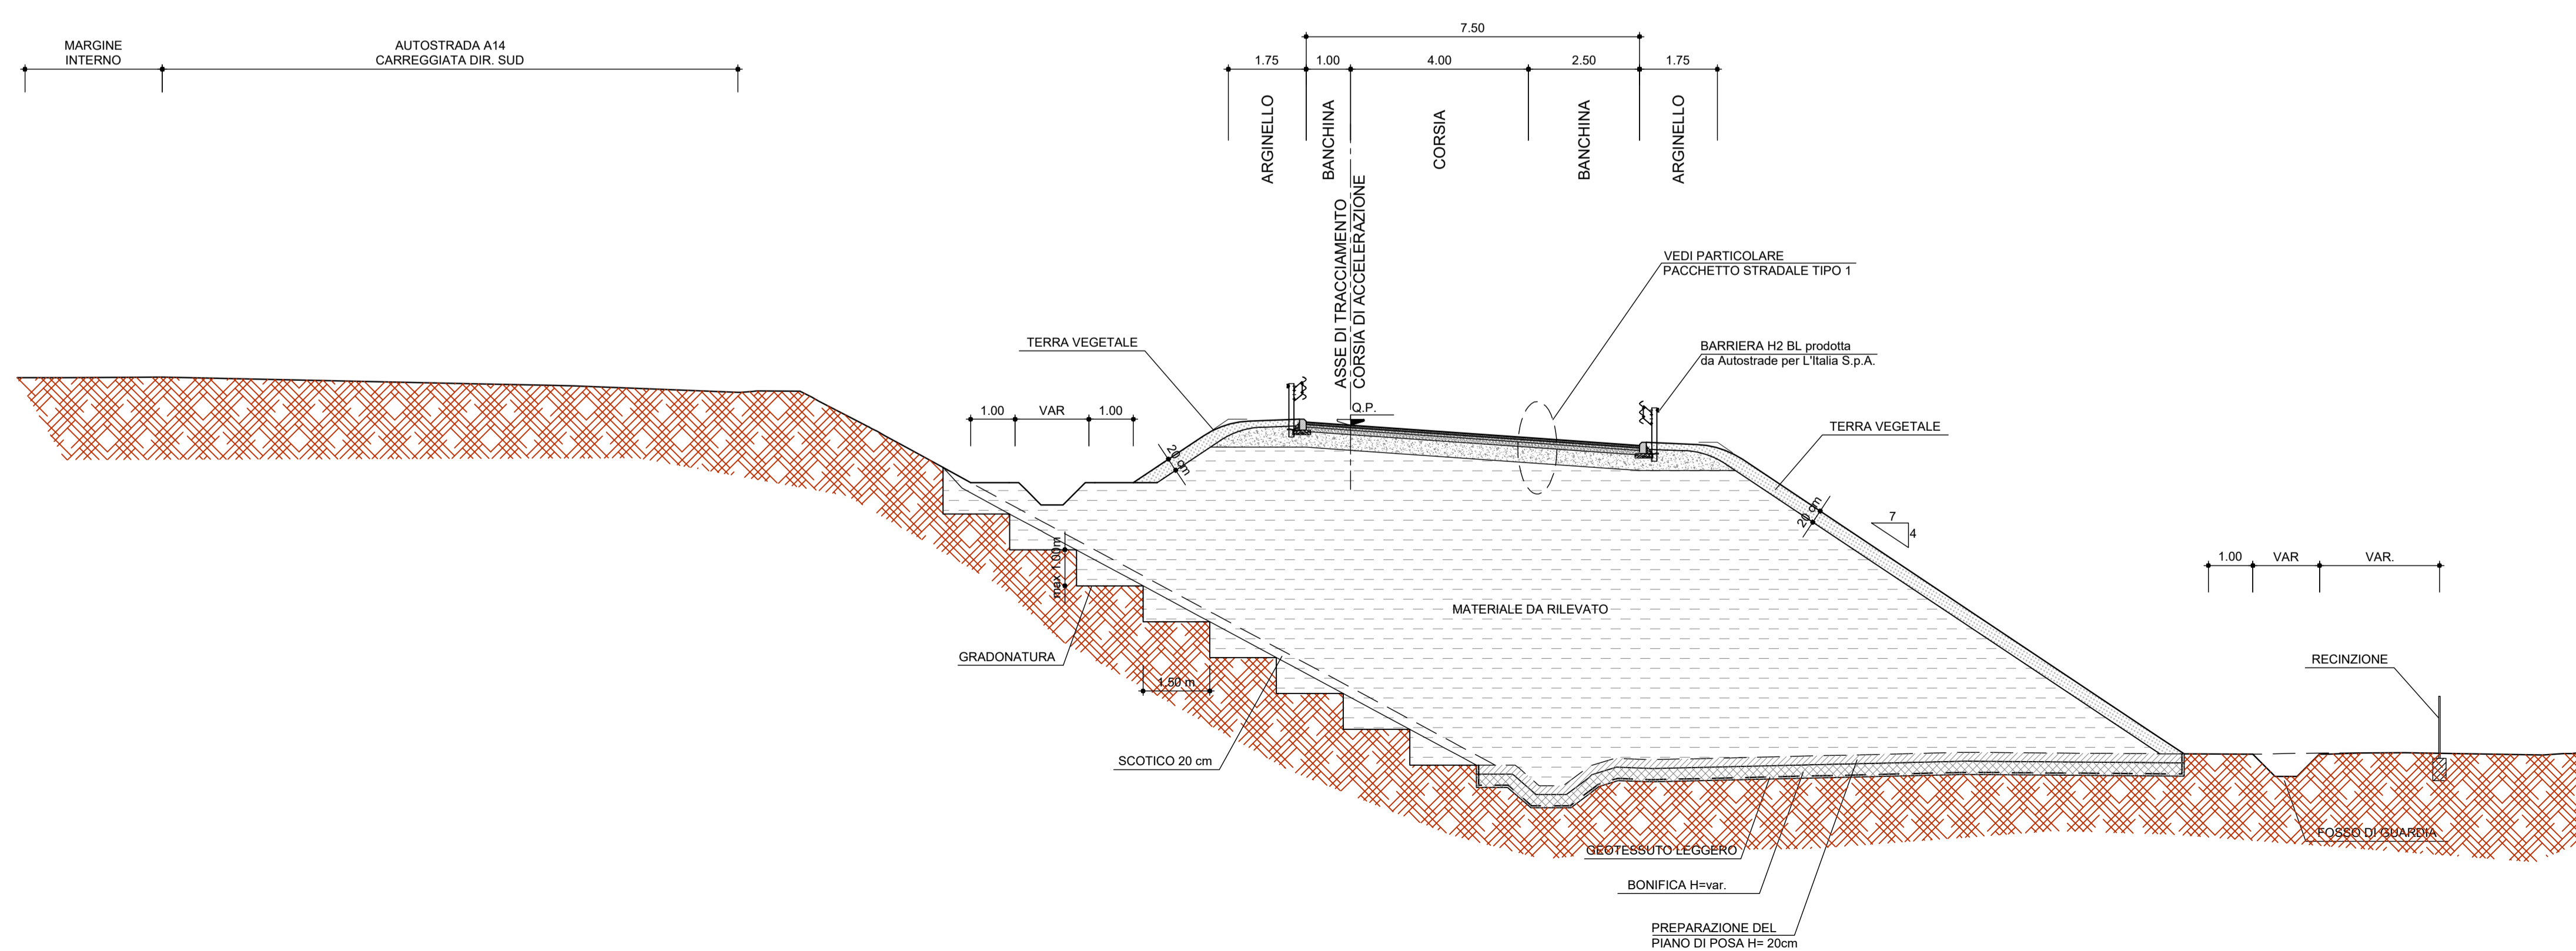 MARGINE
INTERNO
AUTOSTRADA A14
CARREGGIATA DIR. SUD
7.50
1.75
1.00
4.00
2.50
1.75
ARGINELLO
BANCHINA
CORSIA
BANCHINA
ARGINELLO
ASSE DI TRACCIAMENTO
CORSIA DI ACCELERAZIONE
VEDI PARTICOLARE
PACCHETTO STRADALE TIPO 1
TERRA VEGETALE
BARRIERA H2 BL prodotta
da Autostrade per L'Italia S.p.A.
Q.P.
1.00
VAR
1.00
TERRA VEGETALE
20 cm
20 cm
7
4
max 1.00m
1.00
VAR
VAR.
MATERIALE DA RILEVATO
GRADONATURA
RECINZIONE
1.50 m
SCOTICO 20 cm
FOSSO DI GUARDIA
GEOTESSUTO LEGGERO
BONIFICA H=var.
PREPARAZIONE DEL
PIANO DI POSA H= 20cm